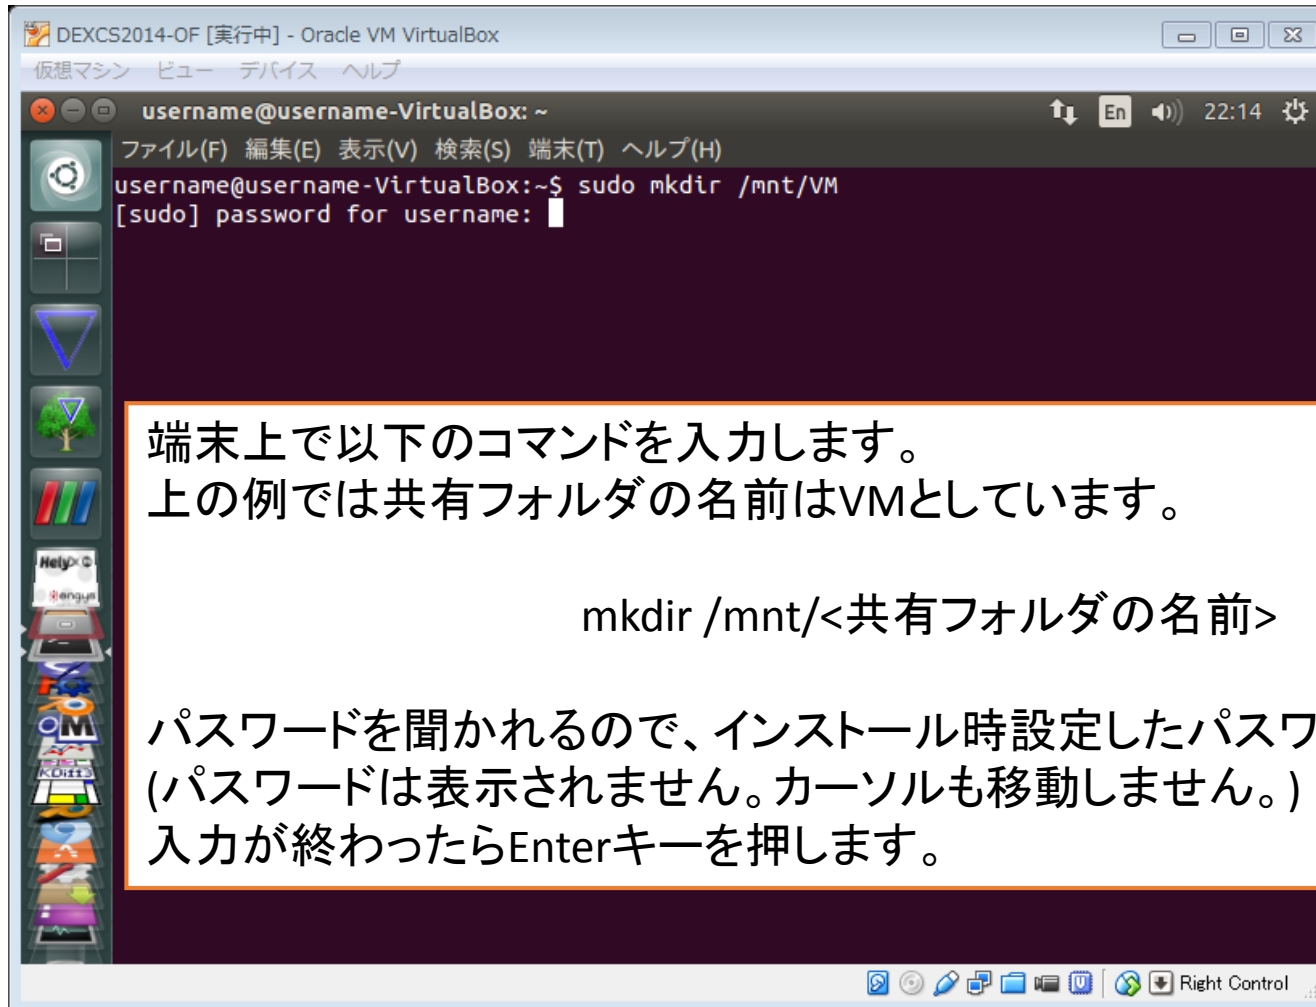 DEXCS2014-OF [実行中] - Oracle VM VirtualBox
仮想マシン ビュー デバイス ヘルプ
username@username-VirtualBox: ~
En 22:14
ファイル(F) 編集(E) 表示(V) 検索(S) 端末(T) ヘルプ(H)
username@username-VirtualBox:~$ sudo mkdir /mnt/VM
[sudo] password for username:
端末上で以下のコマンドを入力します。
上の例では共有フォルダの名前はVMとしています。
mkdir /mnt/<共有フォルダの名前>
パスワードを聞かれるので、インストール時設定したパスワ
(パスワードは表示されません。カーソルも移動しません。)
入力が終わったらEnterキーを押します。
Helyx
engys
M
KDiff3
Right Control